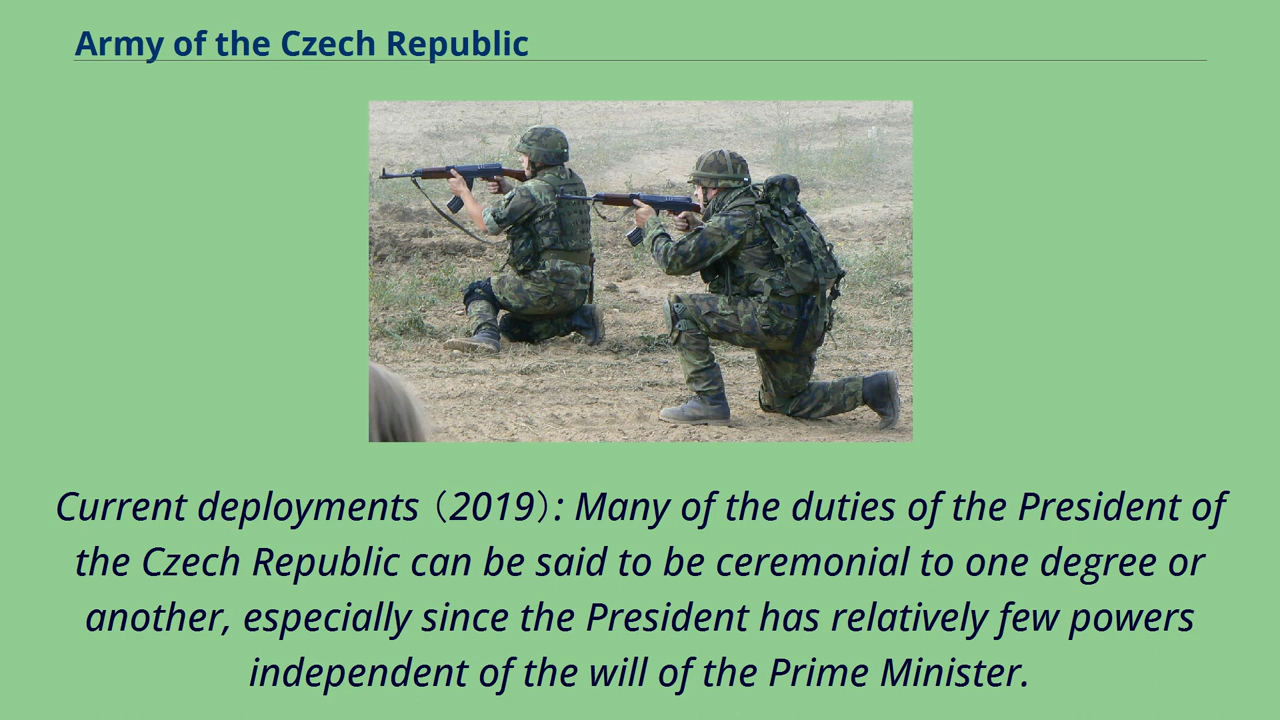 Army of the Czech Republic
Current deployments（2019）: Many of the duties of the President of
the Czech Republic can be said to be ceremonial to one degree or
another, especially since the President has relatively few powers
independent of the will of the Prime Minister.